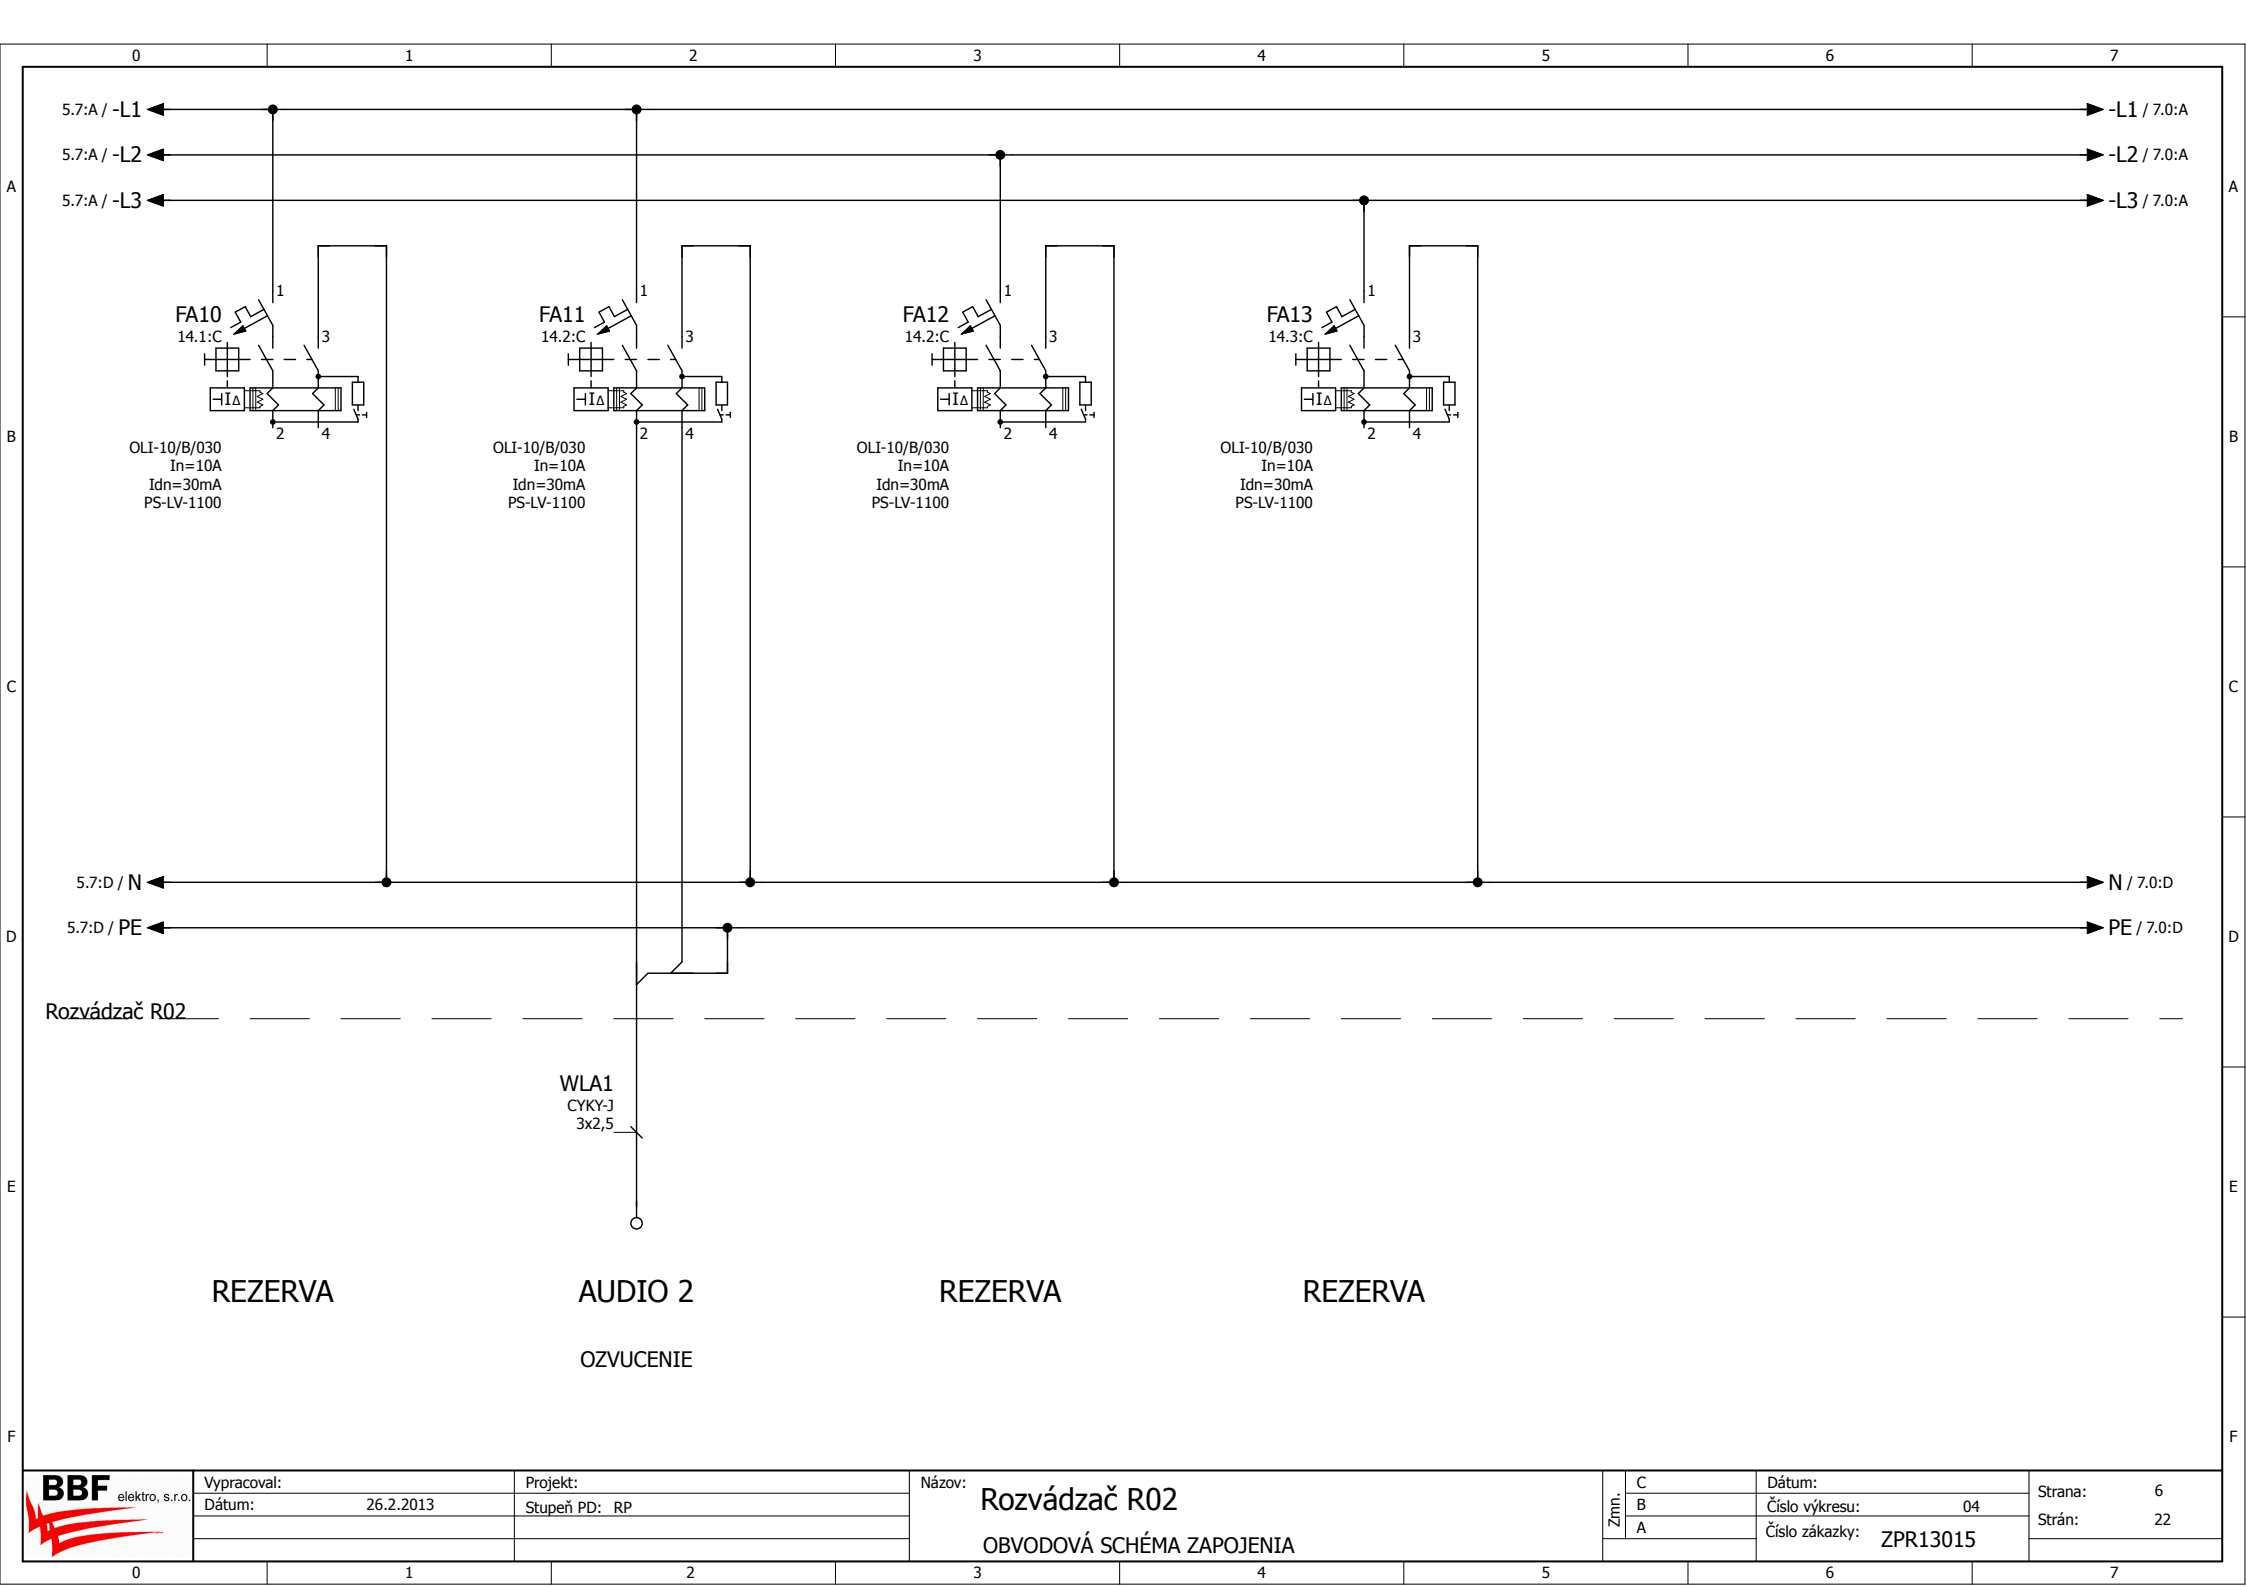 0 1 2 3 4 5 6 7
5.7:A / -L1 -L1 / 7.0:A
5.7:A / -L2 -L2 / 7.0:A
A A
5.7:A / -L3 -L3 / 7.0:A
1 1 1 1
FA10 FA11 FA12 FA13
14.1:C 3 14.2:C 3 14.2:C 3 14.3:C 3
⊣I∆ ⊣I∆ ⊣I∆ ⊣I∆
2 4 2 4 2 4 2 4
B B
OLI-10/B/030 OLI-10/B/030 OLI-10/B/030 OLI-10/B/030
In=10A In=10A In=10A In=10A
Idn=30mA Idn=30mA Idn=30mA Idn=30mA
PS-LV-1100 PS-LV-1100 PS-LV-1100 PS-LV-1100
C C
5.7:D / N N / 7.0:D
5.7:D / PE PE / 7.0:D
D D
Rozvádzač R02
WLA1
CYKY-J
3x2,5
E E
REZERVA AUDIO 2 REZERVA REZERVA
OZVUCENIE
F F
BBF elektro, s.r.o.
Vypracoval:
Dátum: 26.2.2013
Projekt:
Stupeň PD: RP
Názov: Rozvádzač R02
OBVODOVÁ SCHÉMA ZAPOJENIA
Zmn.
C
B
A
Dátum:
Číslo výkresu: 04
Číslo zákazky: ZPR13015
Strana: 6
Strán: 22
0 1 2 3 4 5 6 7